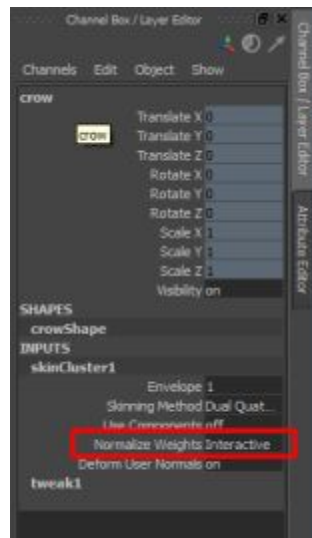 Channel Box / Layer Editor
Channels Edit Object Show
crow
Translate X 0
crow
Translate Y 0
Translate Z 0
Rotate X 0
Rotate Y 0
Rotate Z 0
Scale X 1
Scale Y 1
Scale Z 1
Visibility on
SHAPES
crowShape
INPUTS
skinCluster1
Envelope 1
Skinning Method Dual Quat...
Use Components off
Normalize Weights Interactive
Deform User Normals on
tweak1
Channel Box / Layer Editor
Attribute Editor